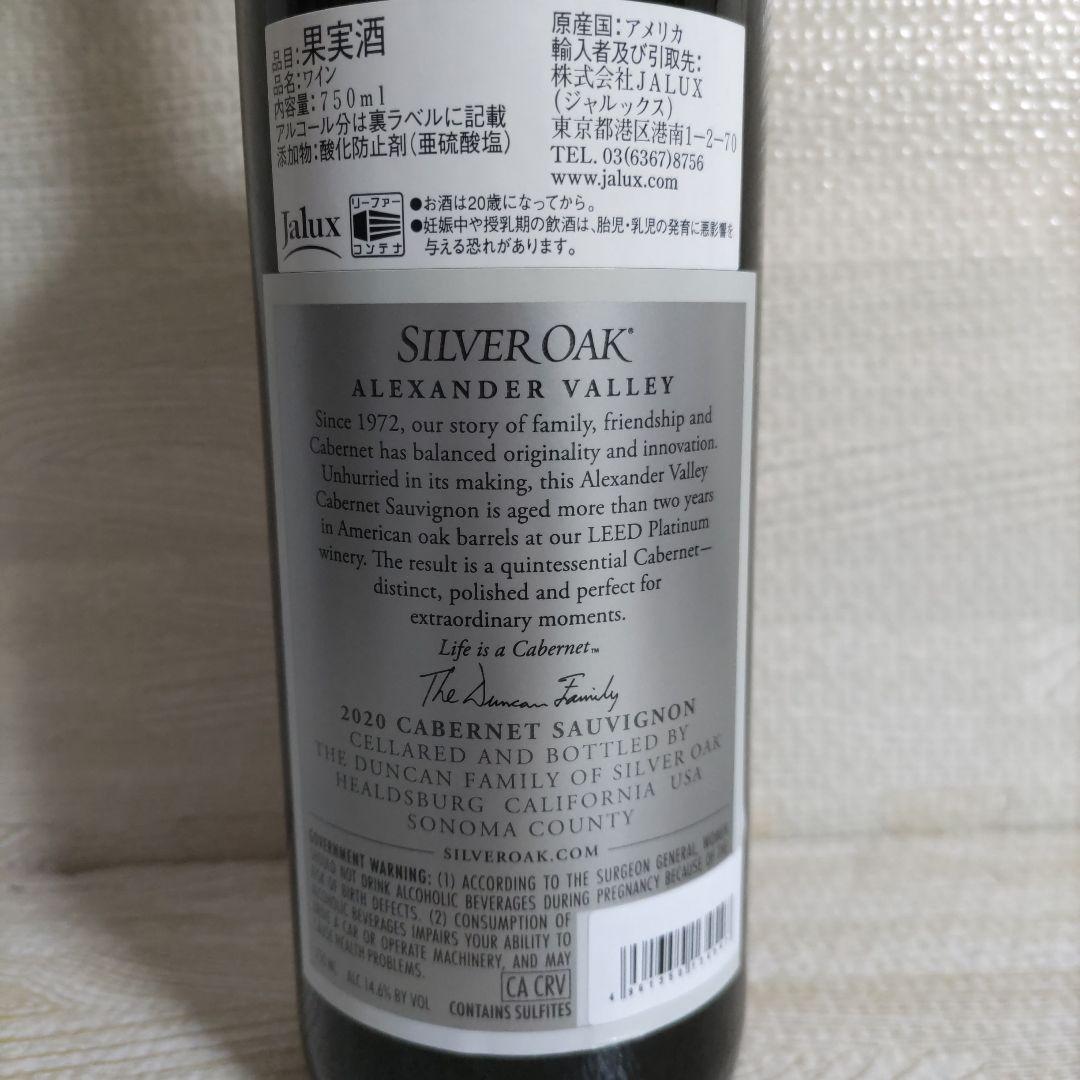 品目:果実酒
品名:ワイン
内容量:750ml
アルコール分は裏ラベルに記載
添加物:酸化防止剤(亜硫酸塩)
原産国:アメリカ
輸入者及び引取先:
株式会社JALUX
(ジャルックス)
東京都港区港南1-2-70
TEL. 03(6367)8756
www.jalux.com
Jalux
リーファー
コンテナ
●お酒は20歳になってから。
●妊娠中や授乳期の飲酒は、胎児・乳児の発育に悪影響を
与える恐れがあります。
SILVER OAK®
ALEXANDER VALLEY
Since 1972, our story of family, friendship and
Cabernet has balanced originality and innovation.
Unhurried in its making, this Alexander Valley
Cabernet Sauvignon is aged more than two years
in American oak barrels at our LEED Platinum
winery. The result is a quintessential Cabernet—
distinct, polished and perfect for
extraordinary moments.
Life is a Cabernet™
The Duncan Family
2020 CABERNET SAUVIGNON
CELLARED AND BOTTLED BY
THE DUNCAN FAMILY OF SILVER OAK
HEALDSBURG CALIFORNIA USA
SONOMA COUNTY
SILVEROAK.COM
GOVERNMENT WARNING: (1) ACCORDING TO THE SURGEON GENERAL, WOMEN
SHOULD NOT DRINK ALCOHOLIC BEVERAGES DURING PREGNANCY BECAUSE OF THE
RISK OF BIRTH DEFECTS. (2) CONSUMPTION OF
ALCOHOLIC BEVERAGES IMPAIRS YOUR ABILITY TO
DRIVE A CAR OR OPERATE MACHINERY, AND MAY
CAUSE HEALTH PROBLEMS.
750 ML ALC 14.6% BY VOL
CA CRV
CONTAINS SULFITES